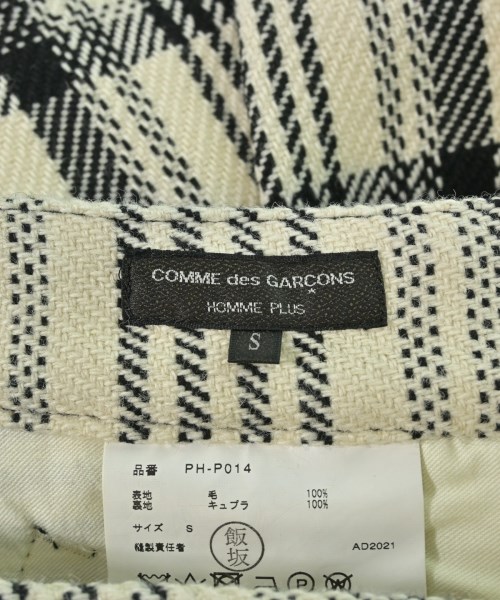 COMME des GARCONS
HOMME PLUS
S
品番 PH-P014
表地 毛 100%
裏地 キュプラ 100%
サイズ S
縫製責任者 飯坂 AD2021